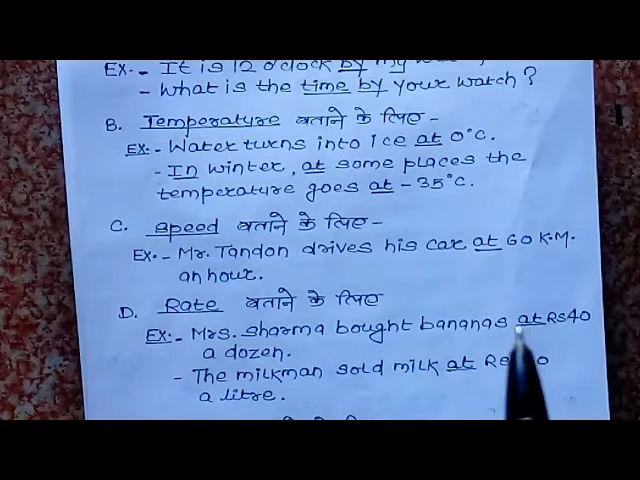 EX:- It is 12 o'clock by my
- What is the time by your watch?
B. Temperature बताने के लिए -
EX:- Water turns into Ice at 0°C.
- In winter, at some places the
temperature goes at -35°C.
C. speed बताने के लिए -
EX:- Mr. Tandon drives his car at 60 K.M.
an hour.
D. Rate बताने के लिए
EX:- Mrs. sharma bought bananas at RS40
a dozen.
- The milkman sold milk at
a litre.